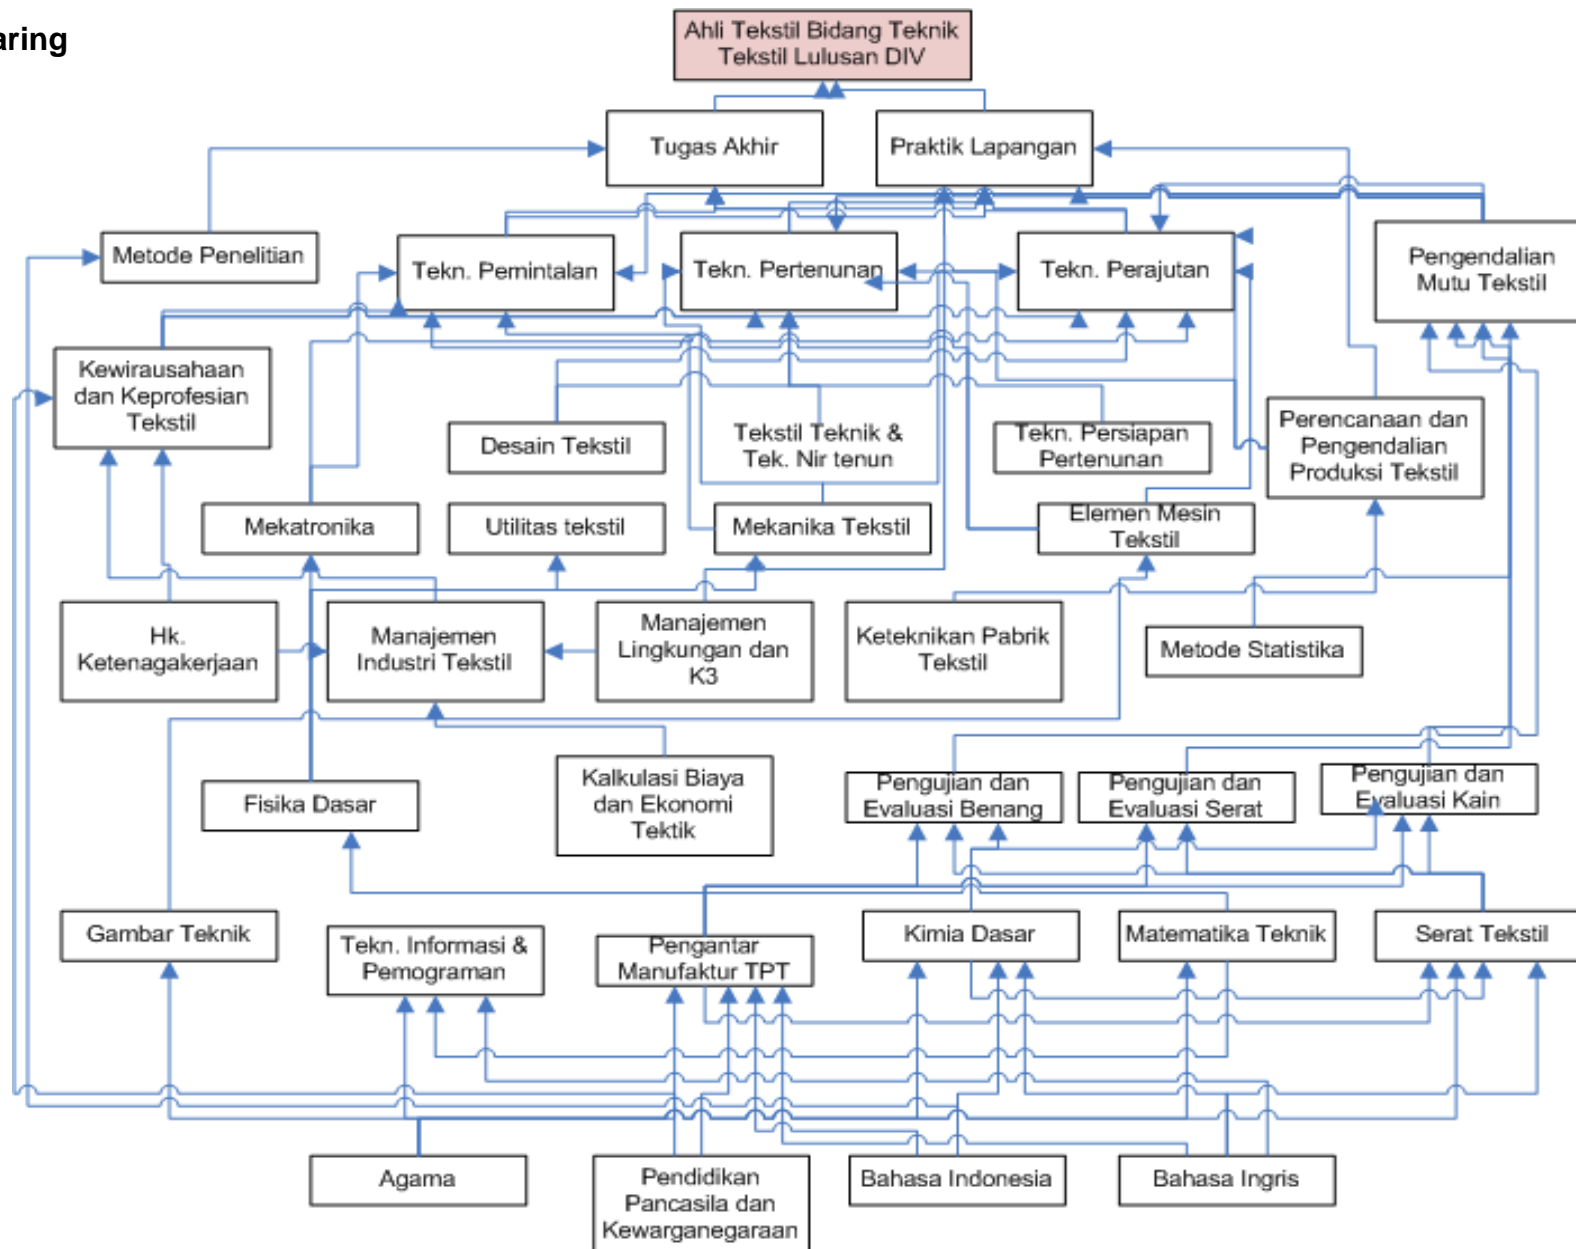 aring
Ahli Tekstil Bidang Teknik
Tekstil Lulusan DIV
Tugas Akhir
Praktik Lapangan
Metode Penelitian
Tekn. Pemintalan
Tekn. Pertenunan
Tekn. Perajutan
Pengendalian
Mutu Tekstil
Kewirausahaan
dan Keprofesian
Tekstil
Desain Tekstil
Tekstil Teknik &
Tek. Nir tenun
Tekn. Persiapan
Pertenunan
Perencanaan dan
Pengendalian
Produksi Tekstil
Mekatronika
Utilitas tekstil
Mekanika Tekstil
Elemen Mesin
Tekstil
Hk.
Ketenagakerjaan
Manajemen
Industri Tekstil
Manajemen
Lingkungan dan
K3
Keteknikan Pabrik
Tekstil
Metode Statistika
Fisika Dasar
Kalkulasi Biaya
dan Ekonomi
Tektik
Pengujian dan
Evaluasi Benang
Pengujian dan
Evaluasi Serat
Pengujian dan
Evaluasi Kain
Gambar Teknik
Tekn. Informasi &
Pemograman
Pengantar
Manufaktur TPT
Kimia Dasar
Matematika Teknik
Serat Tekstil
Agama
Pendidikan
Pancasila dan
Kewarganegaraan
Bahasa Indonesia
Bahasa Ingris